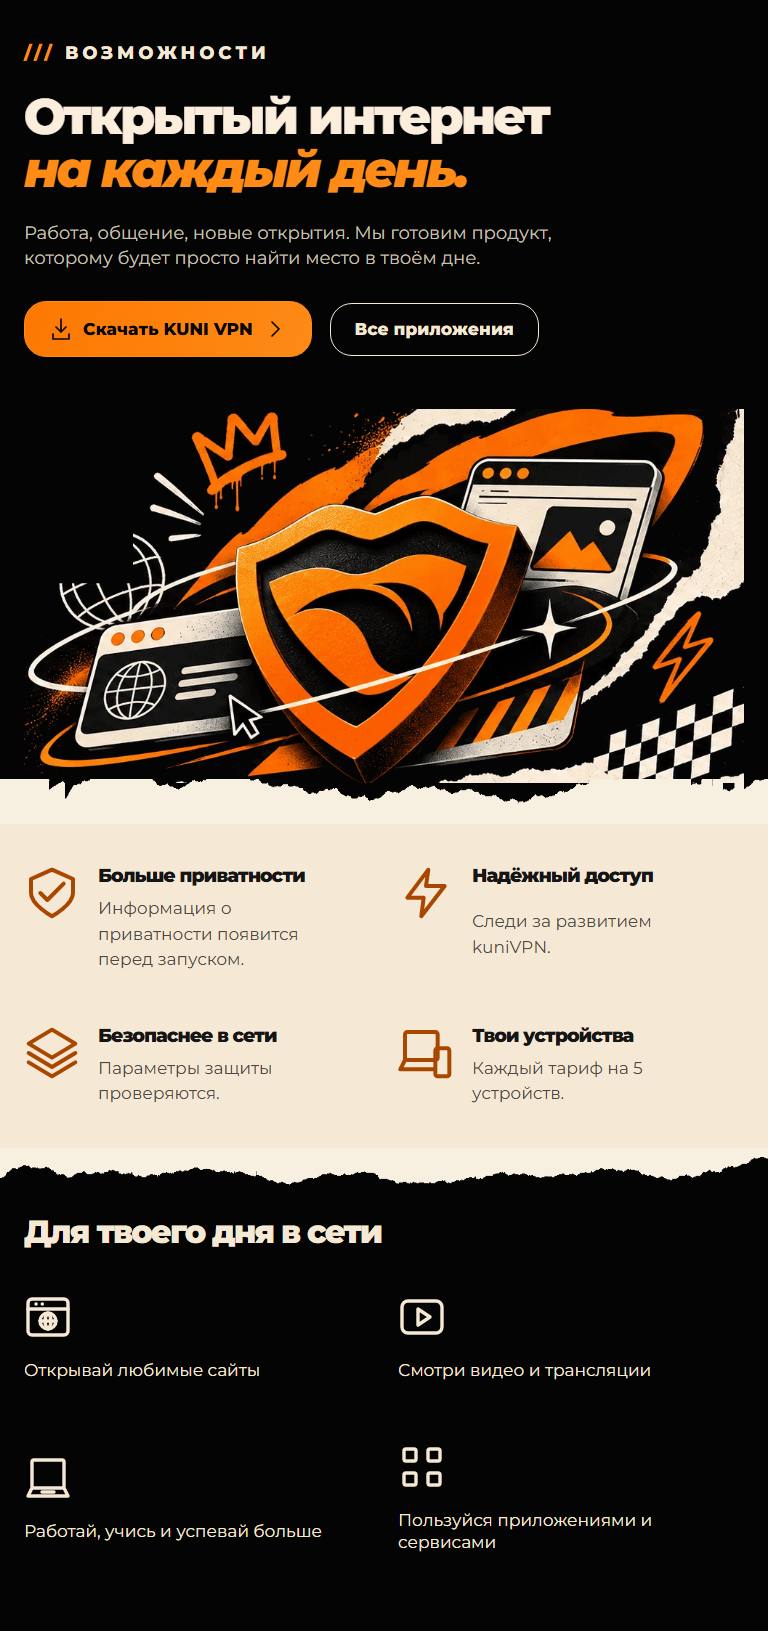 /// ВОЗМОЖНОСТИ
Открытый интернет
на каждый день.
Работа, общение, новые открытия. Мы готовим продукт,
которому будет просто найти место в твоём дне.
Скачать KUNI VPN
Все приложения
Больше приватности
Информация о
приватности появится
перед запуском.
Надёжный доступ
Следи за развитием
kuniVPN.
Безопаснее в сети
Параметры защиты
проверяются.
Твои устройства
Каждый тариф на 5
устройств.
Для твоего дня в сети
Открывай любимые сайты
Смотри видео и трансляции
Работай, учись и успевай больше
Пользуйся приложениями и
сервисами